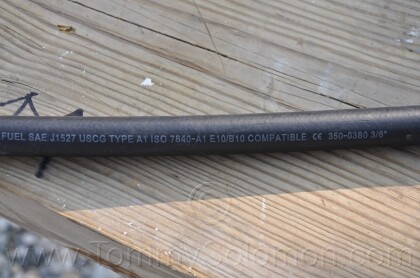 FUEL SAE J1527 USCG TYPE A1 ISO 7840-A1 E10/B10 COMPATIBLE CE 350-0380 3/8"
www.TommySolomon.com